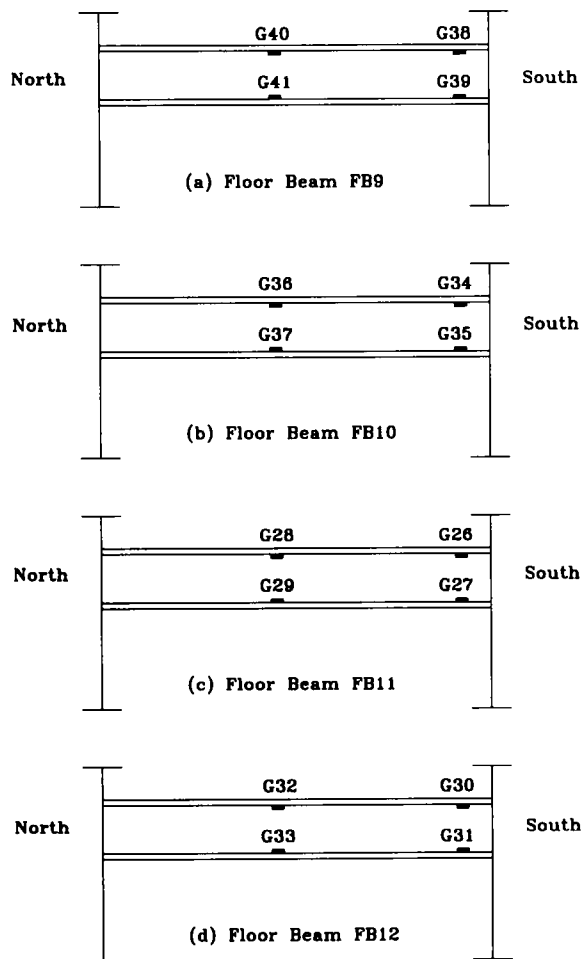 G40 G38
North South
G41 G39
(a) Floor Beam FB9
G36 G34
North South
G37 G35
(b) Floor Beam FB10
G28 G26
North South
G29 G27
(c) Floor Beam FB11
G32 G30
North South
G33 G31
(d) Floor Beam FB12